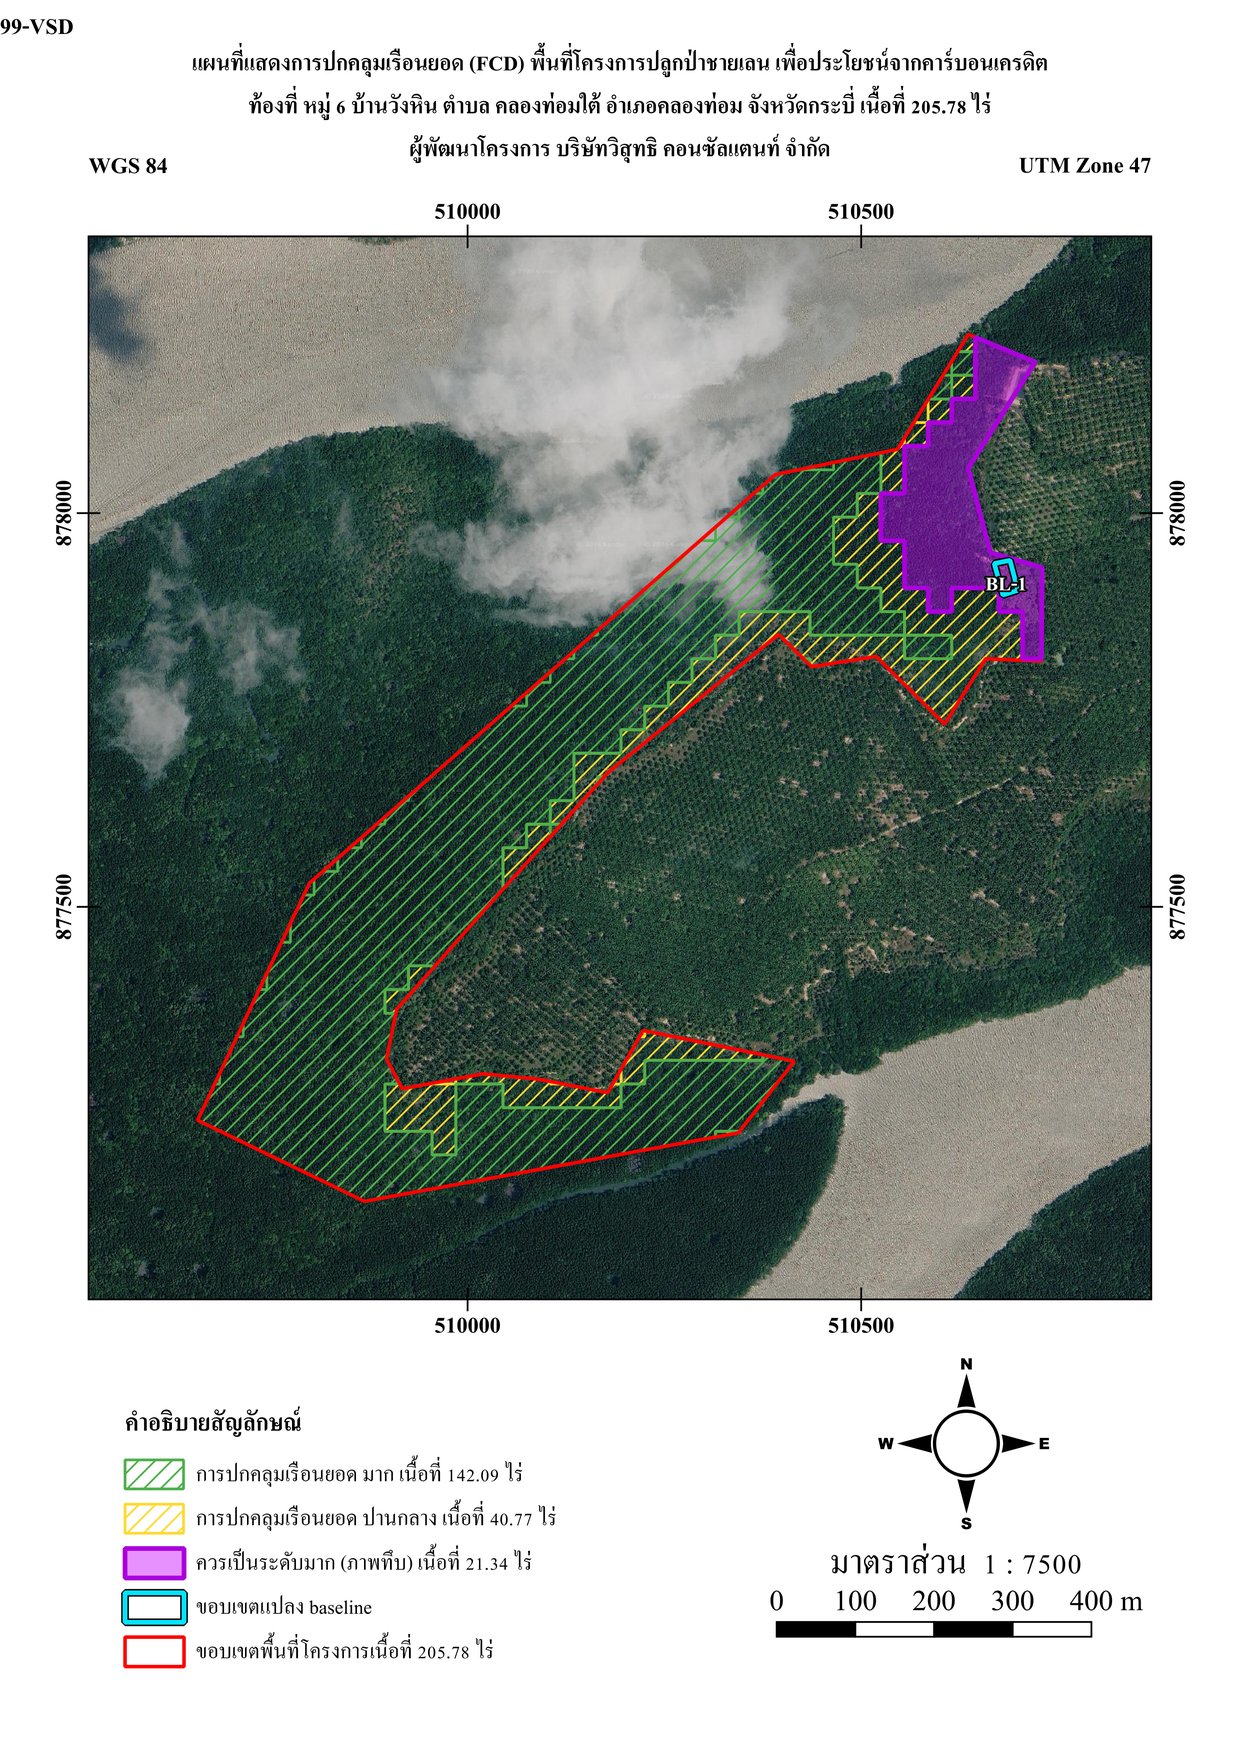 99-VSD
แผนที่แสดงการปกคลุมเรือนยอด (FCD) พื้นที่โครงการปลูกป่าชายเลน เพื่อประโยชน์จากคาร์บอนเครดิต
ท้องที่ หมู่ 6 บ้านวังหิน ตำบล คลองท่อมใต้ อำเภอคลองท่อม จังหวัดกระบี่ เนื้อที่ 205.78 ไร่
ผู้พัฒนาโครงการ บริษัทวิสุทธิ คอนซัลแตนท์ จำกัด
WGS 84
UTM Zone 47
510000
510500
878000
878000
BL-1
877500
877500
510000
510500
N
W
E
S
คำอธิบายสัญลักษณ์
การปกคลุมเรือนยอด มาก เนื้อที่ 142.09 ไร่
การปกคลุมเรือนยอด ปานกลาง เนื้อที่ 40.77 ไร่
ควรเป็นระดับมาก (ภาพทึบ) เนื้อที่ 21.34 ไร่
ขอบเขตแปลง baseline
ขอบเขตพื้นที่โครงการเนื้อที่ 205.78 ไร่
มาตราส่วน 1 : 7500
0 100 200 300 400 m